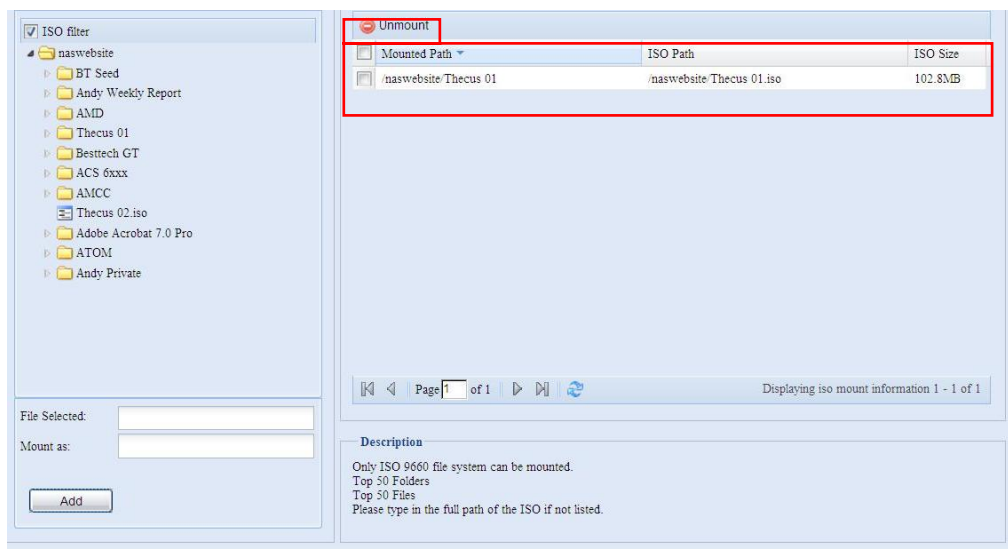 ISO filter
naswebsite
BT Seed
Andy Weekly Report
AMD
Thecus 01
Besttech GT
ACS 6xxx
AMCC
Thecus 02.iso
Adobe Acrobat 7.0 Pro
ATOM
Andy Private
File Selected:
Mount as:
Add
Unmount
Mounted Path ISO Path ISO Size
/naswebsite/Thecus 01 /naswebsite/Thecus 01.iso 102.8MB
Page 1 of 1 Displaying iso mount information 1 - 1 of 1
Description
Only ISO 9660 file system can be mounted.
Top 50 Folders
Top 50 Files
Please type in the full path of the ISO if not listed.